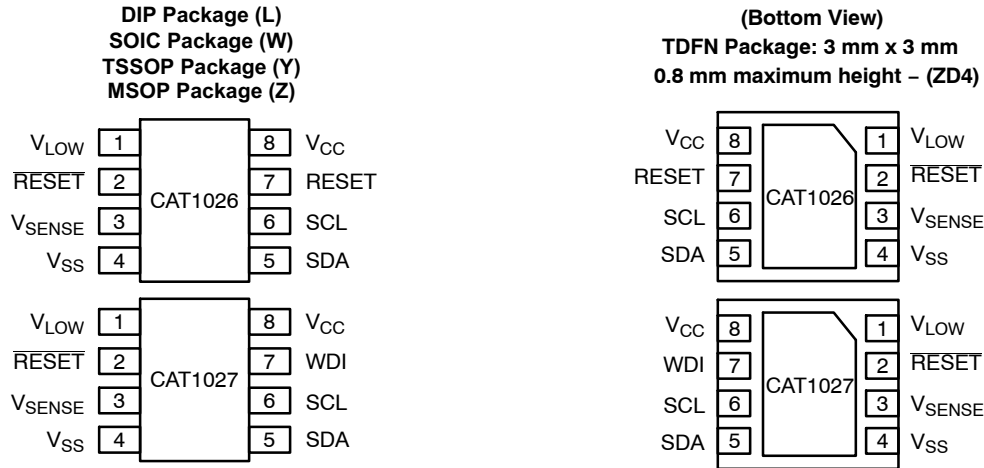 DIP Package (L)
SOIC Package (W)
TSSOP Package (Y)
MSOP Package (Z)
VLOW 1 8 VCC
RESET 2 7 RESET
CAT1026
VSENSE 3 6 SCL
VSS 4 5 SDA
VLOW 1 8 VCC
RESET 2 7 WDI
CAT1027
VSENSE 3 6 SCL
VSS 4 5 SDA
(Bottom View)
TDFN Package: 3 mm x 3 mm
0.8 mm maximum height – (ZD4)
VCC 8 1 VLOW
RESET 7 2 RESET
CAT1026
SCL 6 3 VSENSE
SDA 5 4 VSS
VCC 8 1 VLOW
WDI 7 2 RESET
CAT1027
SCL 6 3 VSENSE
SDA 5 4 VSS